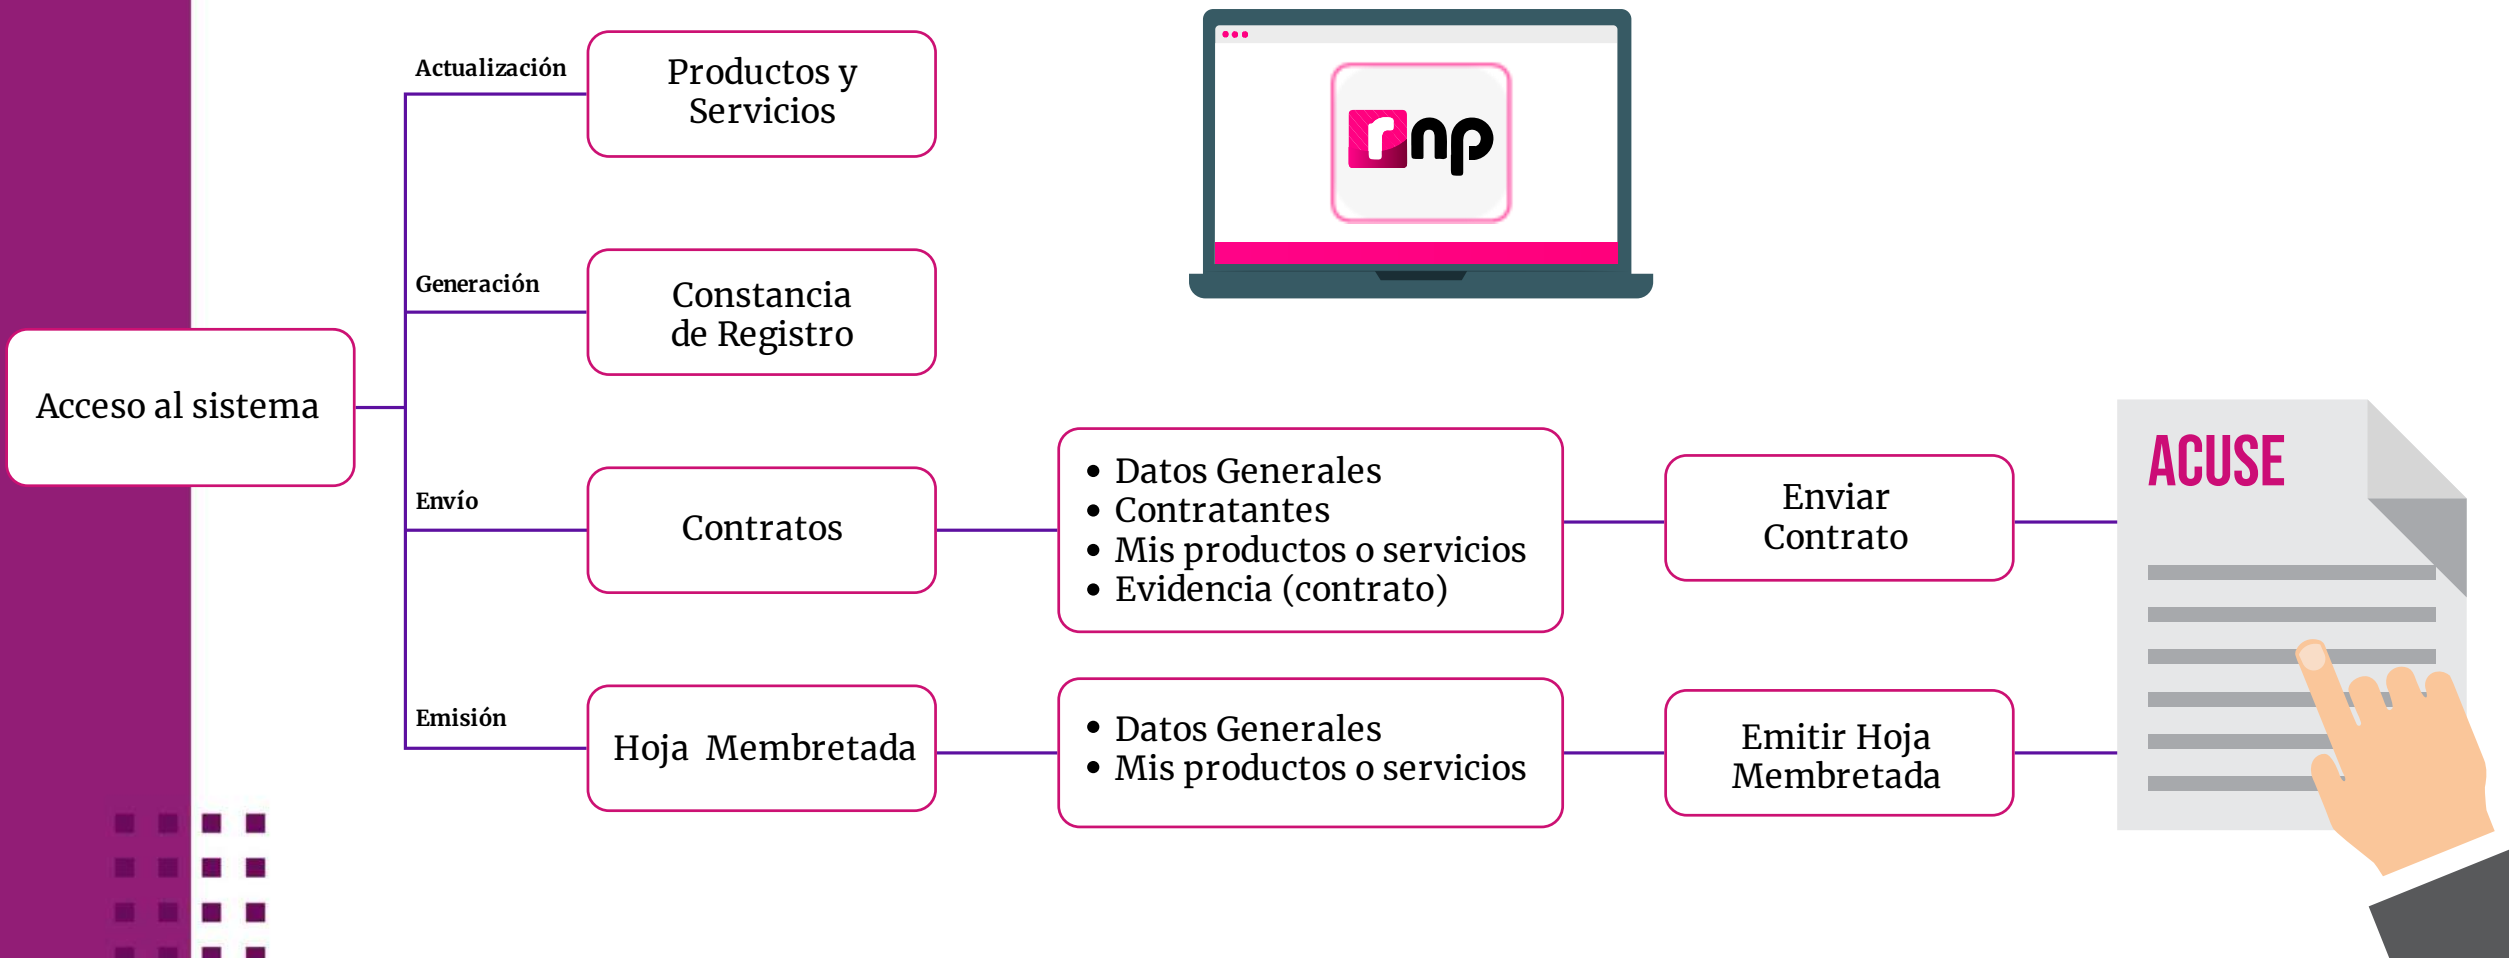 Actualización
Productos y
Servicios
rnp
Generación
Constancia
de Registro
Acceso al sistema
Envío
Contratos
• Datos Generales
• Contratantes
• Mis productos o servicios
• Evidencia (contrato)
Enviar
Contrato
ACUSE
Emisión
Hoja  Membretada
• Datos Generales
• Mis productos o servicios
Emitir Hoja
Membretada